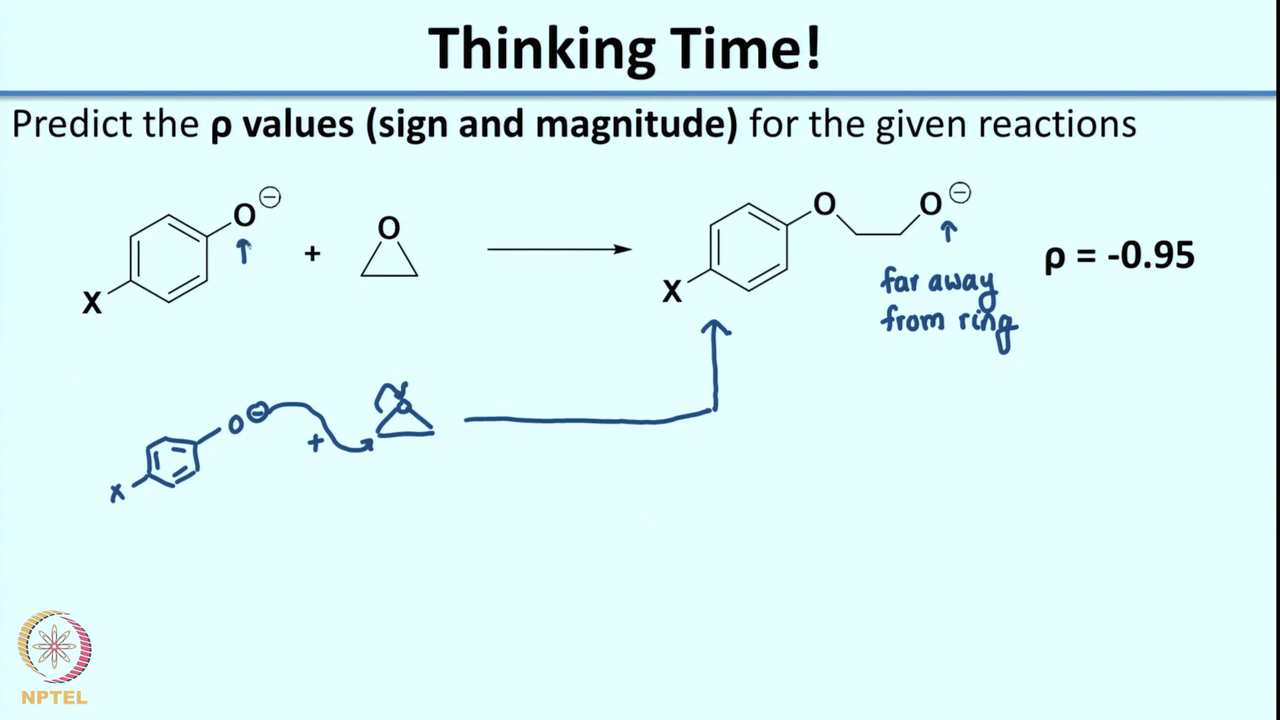 Thinking Time!
Predict the ρ values (sign and magnitude) for the given reactions
O ⊖
X
+
O
O
O ⊖
X
ρ = -0.95
far away
from ring
O ⊖
X
+
O
NPTEL